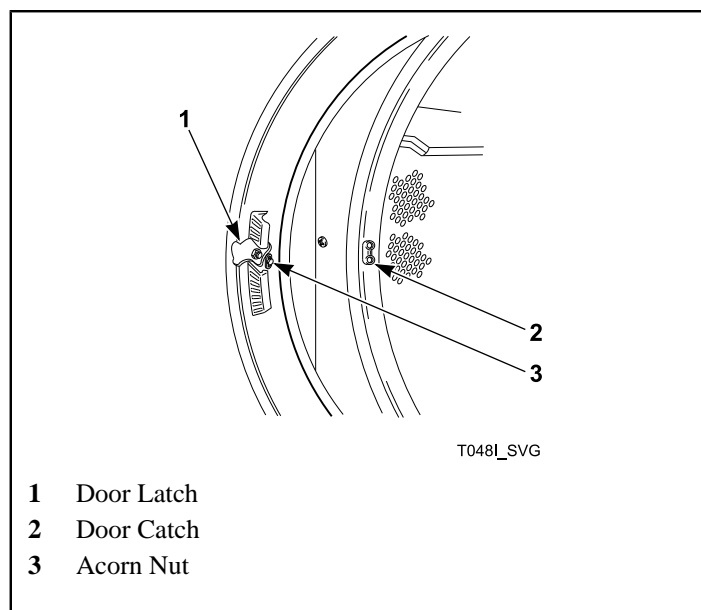 1
2
3
T048I_SVG
1 Door Latch
2 Door Catch
3 Acorn Nut